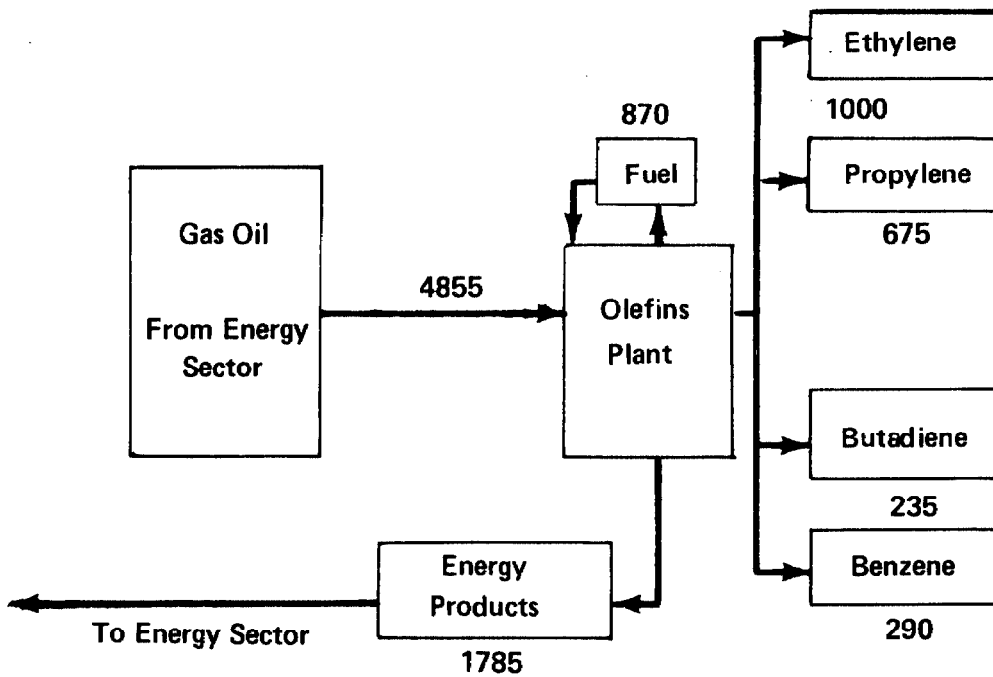 Ethylene
1000
870
Fuel
Propylene
675
Gas Oil
From Energy
Sector
4855
Olefins
Plant
Butadiene
235
Energy
Products
1785
To Energy Sector
Benzene
290